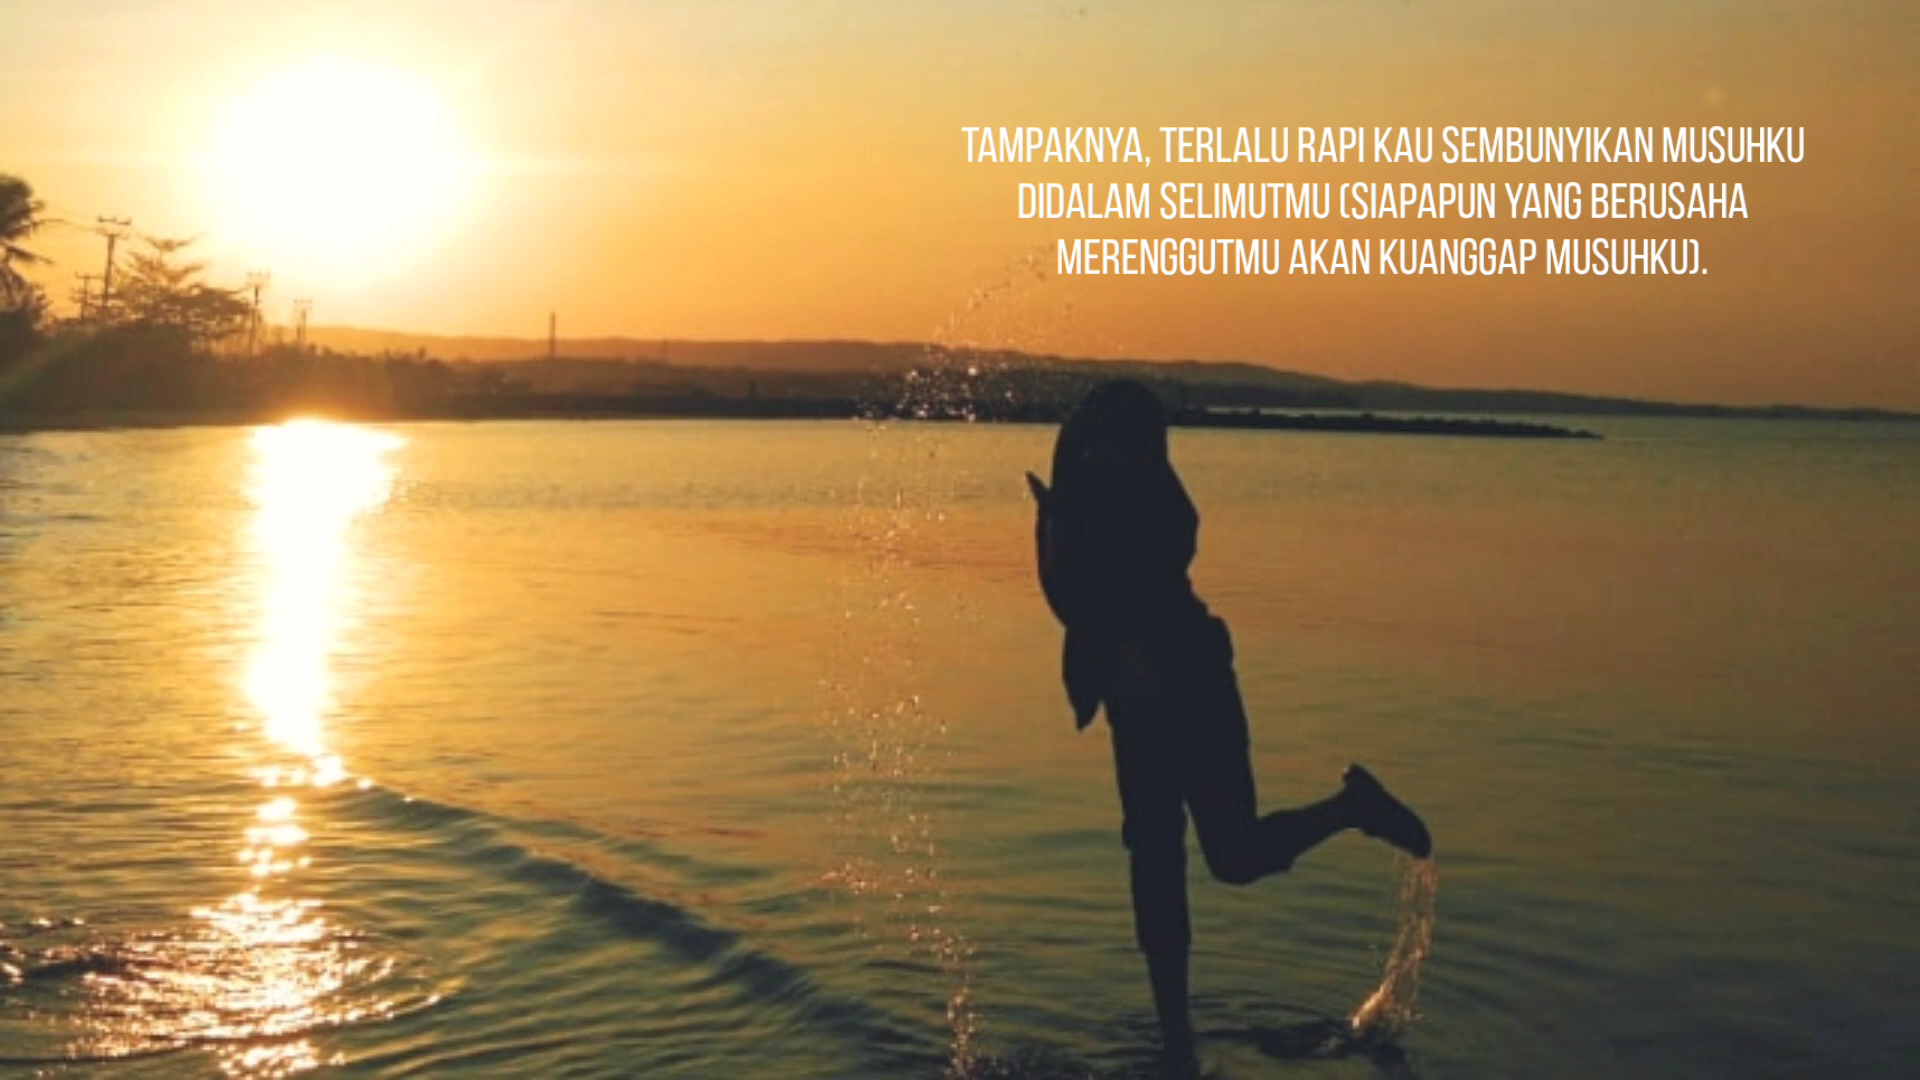 TAMPAKNYA, TERLALU RAPI KAU SEMBUNYIKAN MUSUHKU
DIDALAM SELIMUTMU (SIAPAPUN YANG BERUSAHA
MERENGGUTMU AKAN KUANGGAP MUSUHKU).